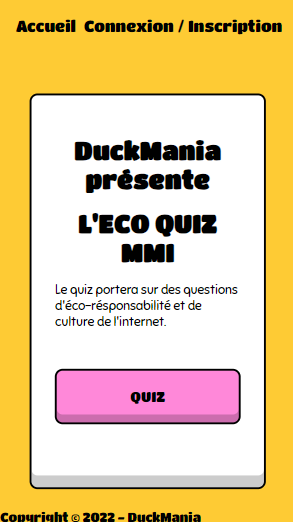 Accueil Connexion / Inscription
DuckMania
présente
L'ECO QUIZ
MMI
Le quiz portera sur des questions
d'éco-résponsabilité et de
culture de l'internet.
QUIZ
Copyright © 2022 - DuckMania